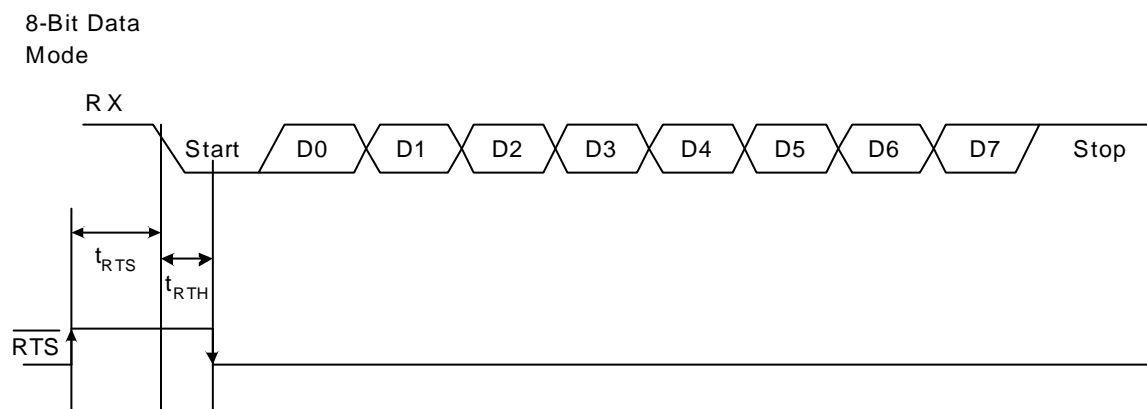 8-Bit Data
Mode
RX
Start D0 D1 D2 D3 D4 D5 D6 D7 Stop
tRTS
tRTH
RTS